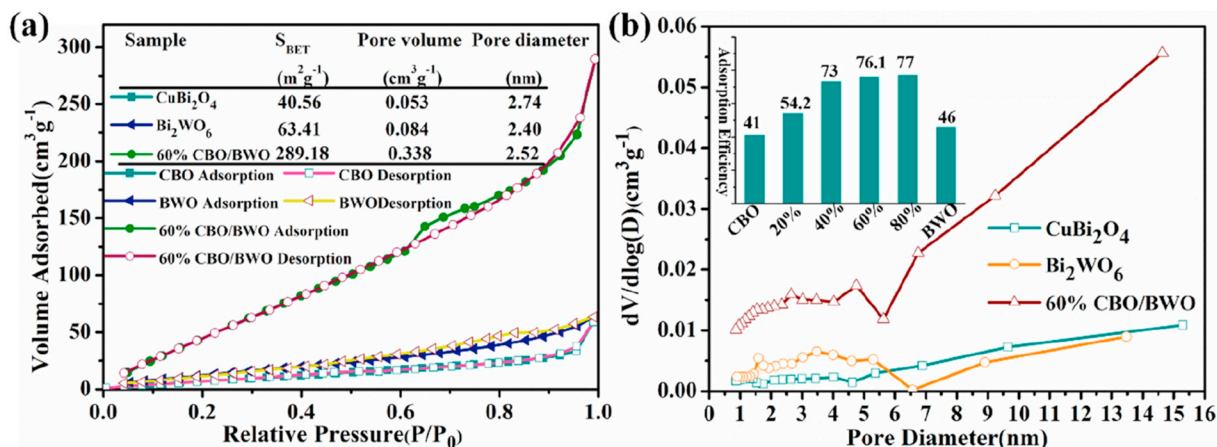 (a)
Sample S_BET Pore volume Pore diameter
(m²g⁻¹) (cm³g⁻¹) (nm)
CuBi₂O₄ 40.56 0.053 2.74
Bi₂WO₆ 63.41 0.084 2.40
60% CBO/BWO 289.18 0.338 2.52
CBO Adsorption CBO Desorption
BWO Adsorption BWODesorption
60% CBO/BWO Adsorption
60% CBO/BWO Desorption
Volume Adsorbed(cm³g⁻¹)
300
250
200
150
100
50
0
0.0 0.2 0.4 0.6 0.8 1.0
Relative Pressure(P/P₀)
(b)
dV/dlog(D)(cm³g⁻¹)
0.06
0.05
0.04
0.03
0.02
0.01
0.00
Adsorption Efficiency
41 54.2 73 76.1 77 46
CBO 20% 40% 60% 80% BWO
CuBi₂O₄
Bi₂WO₆
60% CBO/BWO
0 1 2 3 4 5 6 7 8 9 10 11 12 13 14 15 16
Pore Diameter(nm)